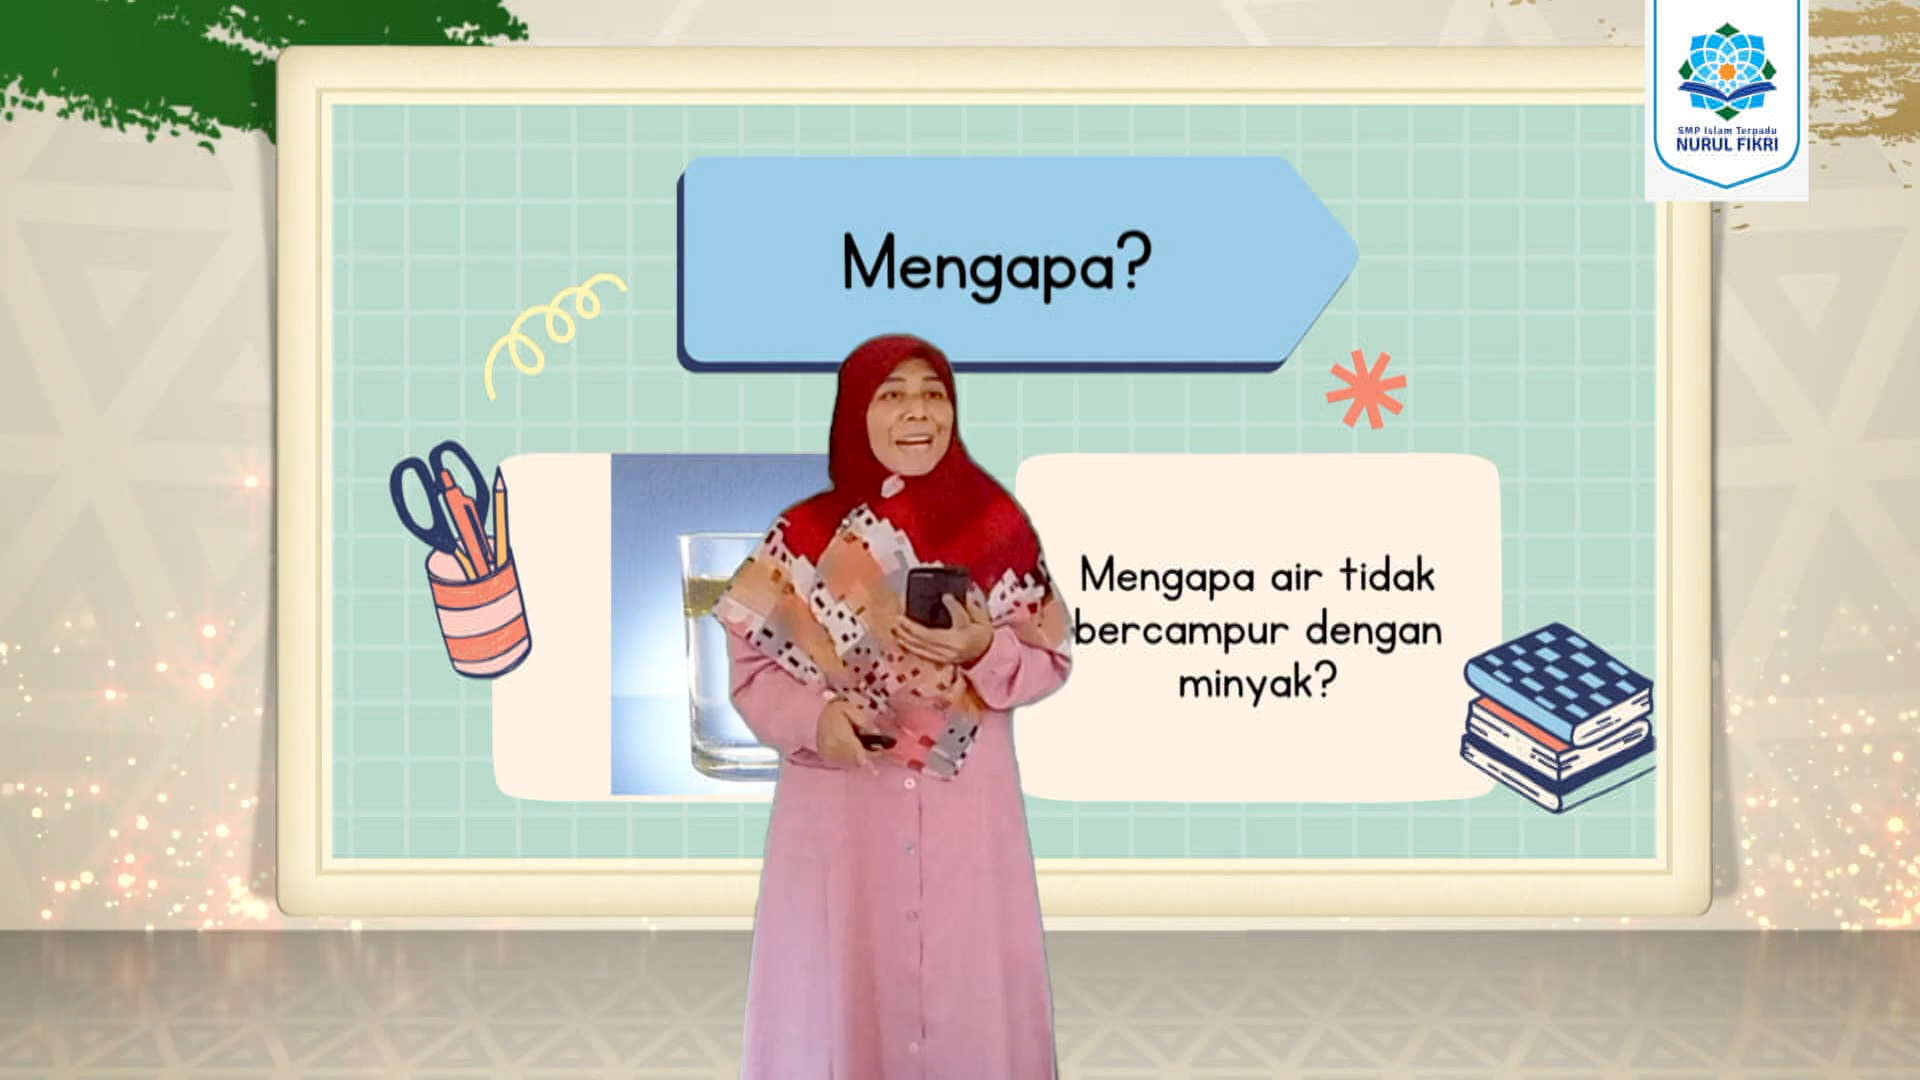 SMP Islam Terpadu
NURUL FIKRI
Mengapa?
Mengapa air tidak
bercampur dengan
minyak?